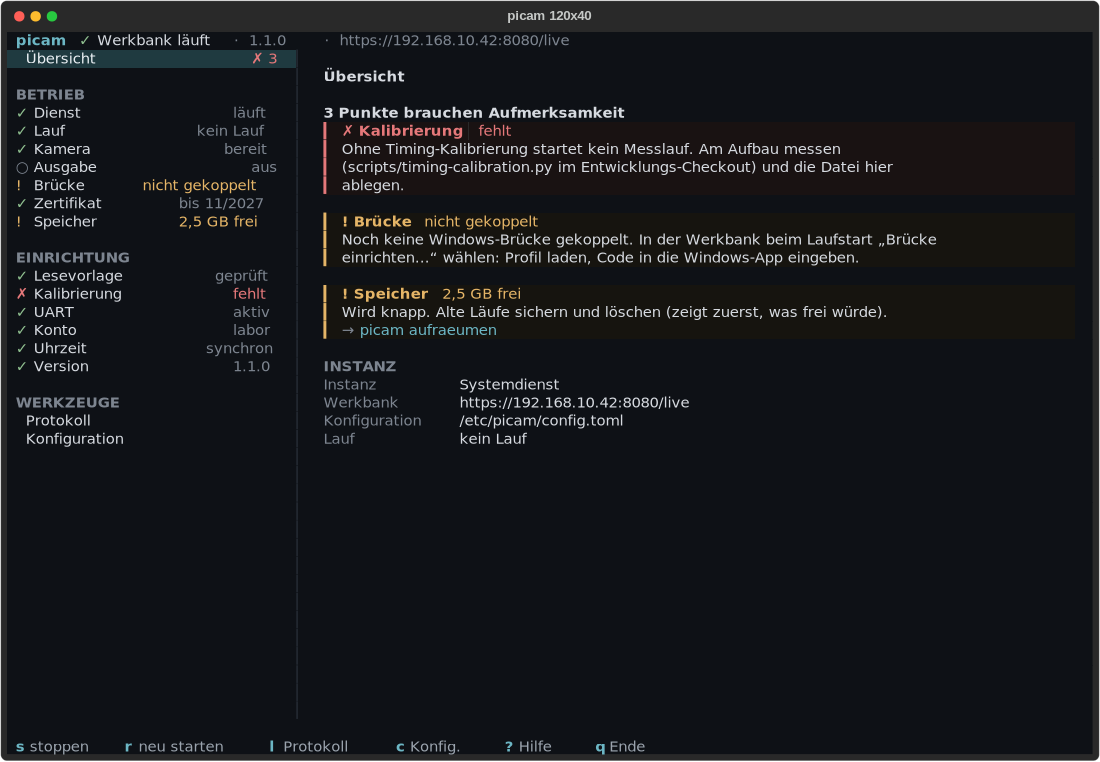 picam 120x40
picam ✓ Werkbank läuft · 1.1.0 · https://192.168.10.42:8080/live
Übersicht ✗ 3
BETRIEB
✓ Dienst läuft
✓ Lauf kein Lauf
✓ Kamera bereit
○ Ausgabe aus
! Brücke nicht gekoppelt
✓ Zertifikat bis 11/2027
! Speicher 2,5 GB frei
EINRICHTUNG
✓ Lesevorlage geprüft
✗ Kalibrierung fehlt
✓ UART aktiv
✓ Konto labor
✓ Uhrzeit synchron
✓ Version 1.1.0
WERKZEUGE
Protokoll
Konfiguration
Übersicht
3 Punkte brauchen Aufmerksamkeit
✗ Kalibrierung fehlt
Ohne Timing-Kalibrierung startet kein Messlauf. Am Aufbau messen
(scripts/timing-calibration.py im Entwicklungs-Checkout) und die Datei hier
ablegen.
! Brücke nicht gekoppelt
Noch keine Windows-Brücke gekoppelt. In der Werkbank beim Laufstart „Brücke
einrichten…“ wählen: Profil laden, Code in die Windows-App eingeben.
! Speicher 2,5 GB frei
Wird knapp. Alte Läufe sichern und löschen (zeigt zuerst, was frei würde).
→ picam aufraeumen
INSTANZ
Instanz Systemdienst
Werkbank https://192.168.10.42:8080/live
Konfiguration /etc/picam/config.toml
Lauf kein Lauf
s stoppen r neu starten l Protokoll c Konfig. ? Hilfe q Ende